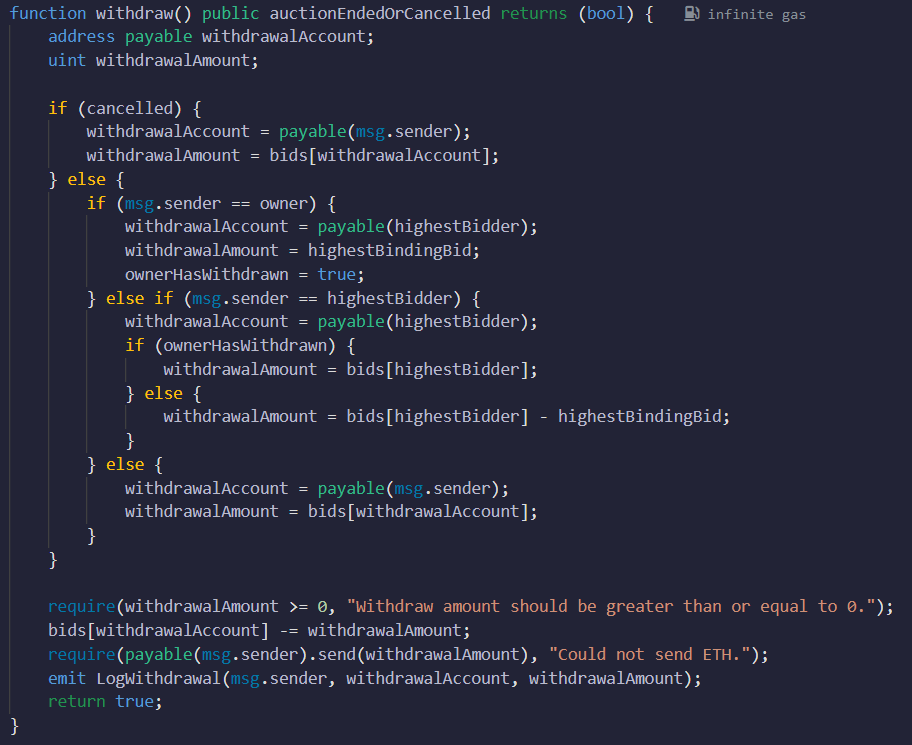 function withdraw() public auctionEndedOrCancelled returns (bool) { infinite gas
address payable withdrawalAccount;
uint withdrawalAmount;
if (cancelled) {
withdrawalAccount = payable(msg.sender);
withdrawalAmount = bids[withdrawalAccount];
} else {
if (msg.sender == owner) {
withdrawalAccount = payable(highestBidder);
withdrawalAmount = highestBindingBid;
ownerHasWithdrawn = true;
} else if (msg.sender == highestBidder) {
withdrawalAccount = payable(highestBidder);
if (ownerHasWithdrawn) {
withdrawalAmount = bids[highestBidder];
} else {
withdrawalAmount = bids[highestBidder] - highestBindingBid;
}
} else {
withdrawalAccount = payable(msg.sender);
withdrawalAmount = bids[withdrawalAccount];
}
}
require(withdrawalAmount >= 0, "Withdraw amount should be greater than or equal to 0.");
bids[withdrawalAccount] -= withdrawalAmount;
require(payable(msg.sender).send(withdrawalAmount), "Could not send ETH.");
emit LogWithdrawal(msg.sender, withdrawalAccount, withdrawalAmount);
return true;
}